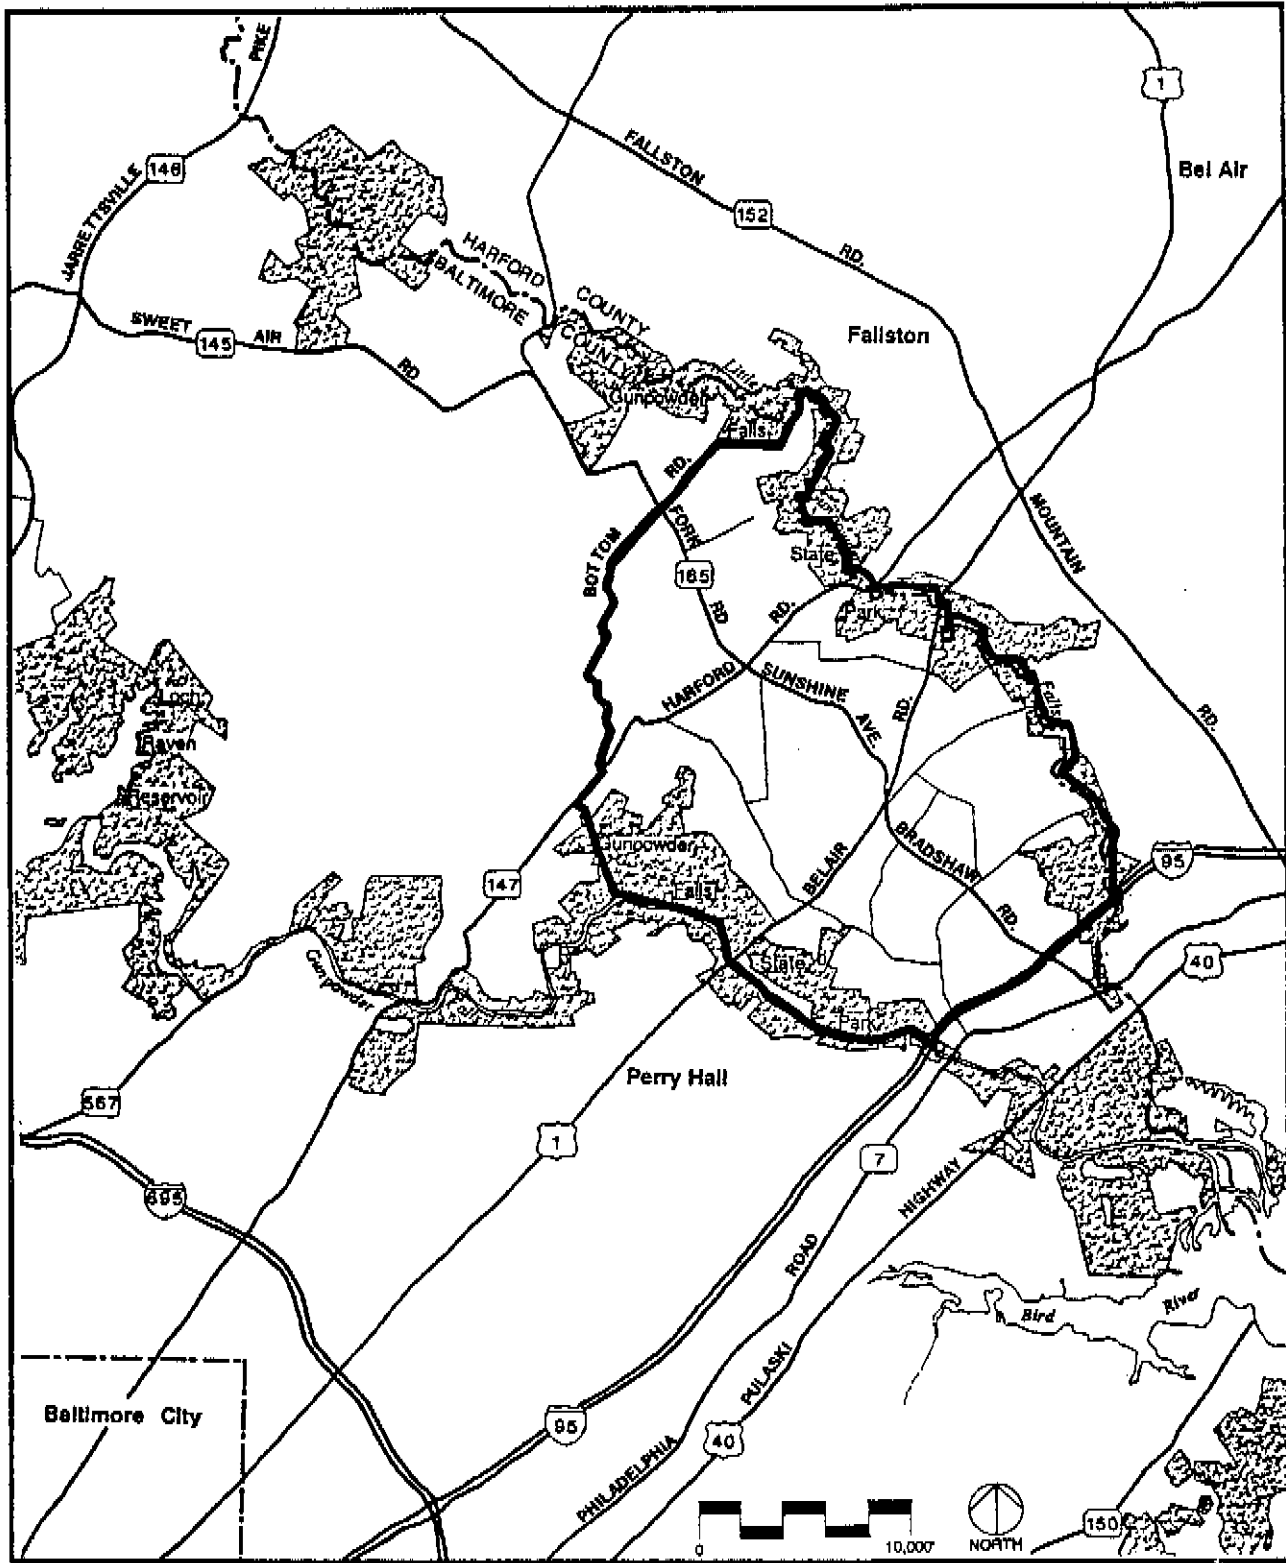 PIKE
1
FALLSTON
Bel Air
146
JARRETTSVILLE
152
HARFORD
RD.
BALTIMORE
COUNTY
COUNTY
SWEET
145
AIR
Fallston
RD
Little
Gunpowder
Falls
RD.
FORK
MOUNTAIN
BOTTOM
State
165
RD
RD.
Park
HARFORD
SUNSHINE
Falls
Loch
RD.
AVE.
RD.
Raven
Reservoir
Gunpowder
BRADSHAW
95
BELAIR
147
Falls
RD.
40
State
Gunpowder
Park
Perry Hall
567
1
7
HIGHWAY
695
ROAD
River
Bird
PULASKI
Baltimore City
95
40
PHILADELPHIA
150
0
10,000'
NORTH